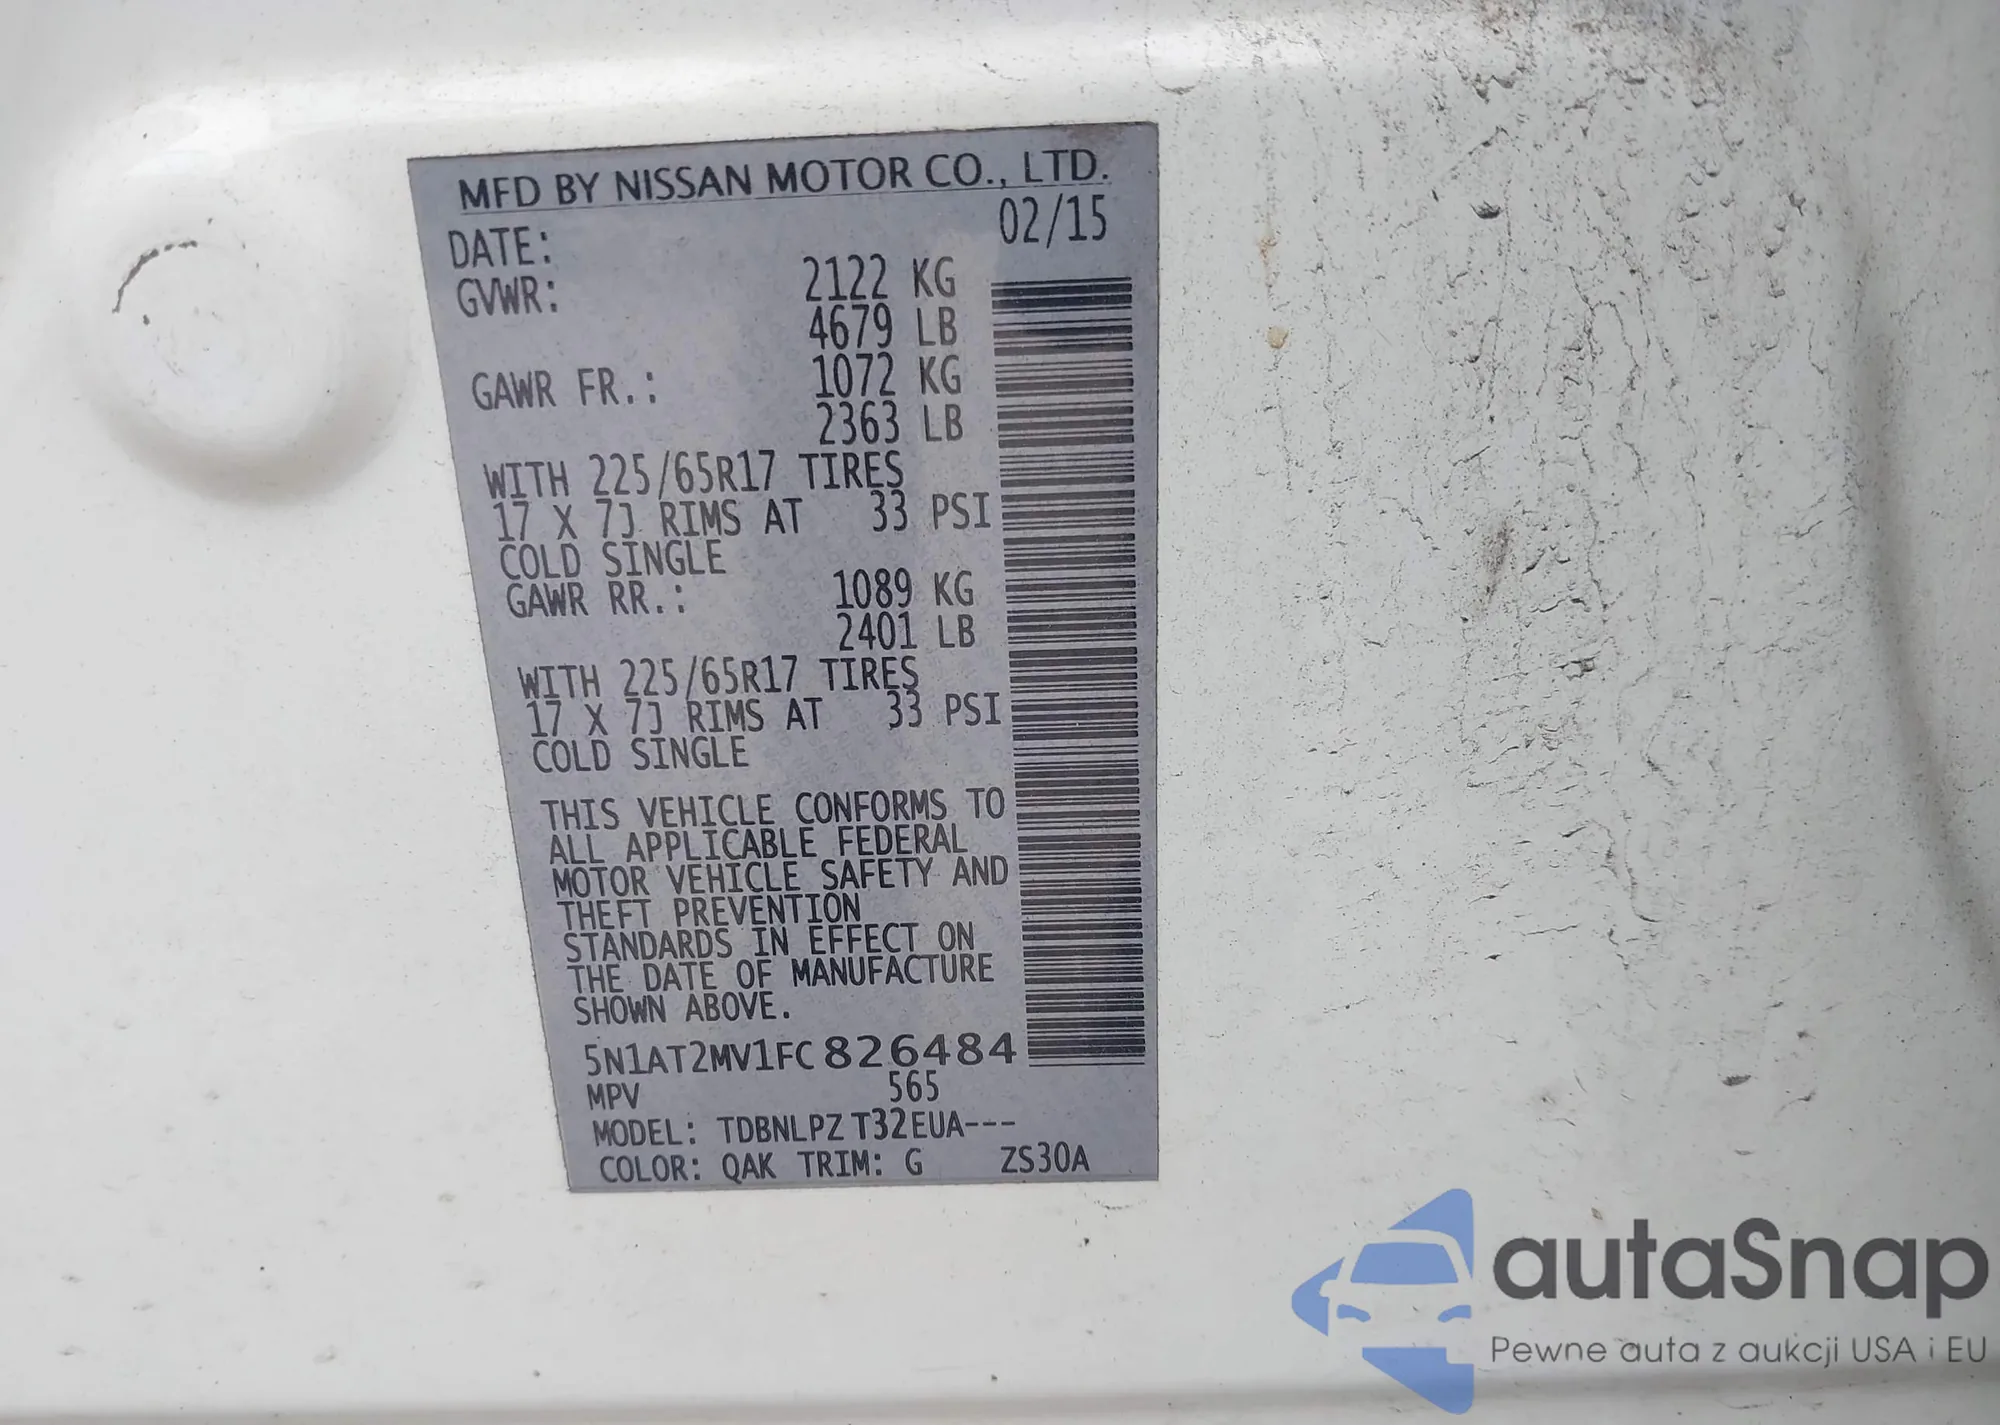 MFD BY NISSAN MOTOR CO., LTD.
DATE: 02/15
GVWR: 2122 KG
4679 LB
GAWR FR.: 1072 KG
2363 LB
WITH 225/65R17 TIRES
17 X 7J RIMS AT 33 PSI
COLD SINGLE
GAWR RR.: 1089 KG
2401 LB
WITH 225/65R17 TIRES
17 X 7J RIMS AT 33 PSI
COLD SINGLE
THIS VEHICLE CONFORMS TO
ALL APPLICABLE FEDERAL
MOTOR VEHICLE SAFETY AND
THEFT PREVENTION
STANDARDS IN EFFECT ON
THE DATE OF MANUFACTURE
SHOWN ABOVE.
5N1AT2MV1FC826484
MPV 565
MODEL: TDBNLPZ T32EUA---
COLOR: QAK TRIM: G ZS30A
autaSnap
Pewne auta z aukcji USA i EU